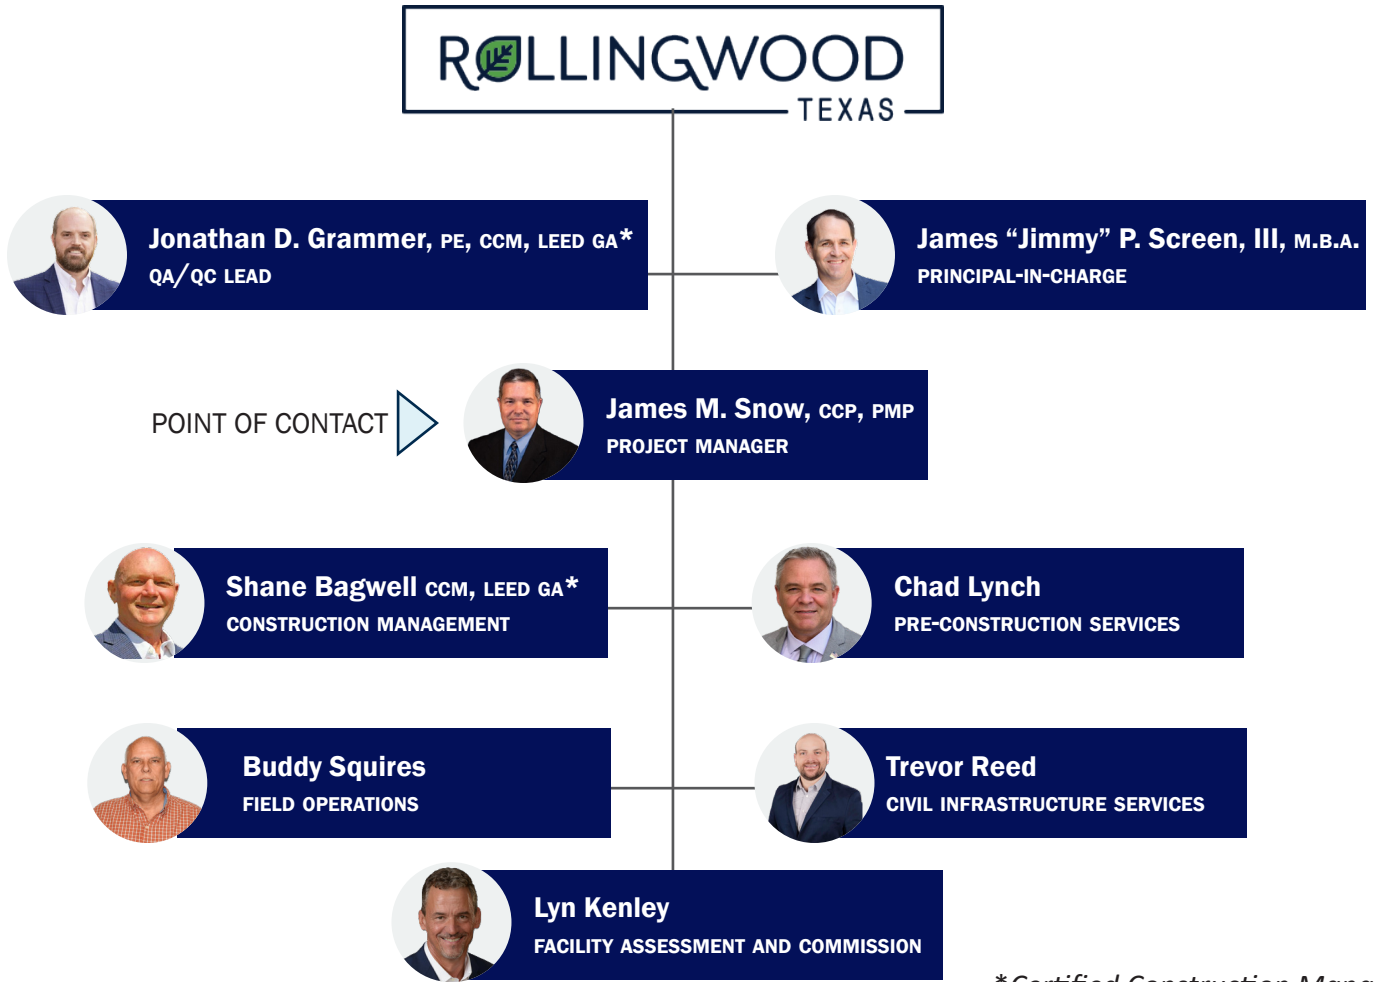 ROLLINGWOOD
TEXAS
Jonathan D. Grammer, PE, CCM, LEED GA*
QA/QC LEAD
James “Jimmy” P. Screen, III, M.B.A.
PRINCIPAL-IN-CHARGE
POINT OF CONTACT
James M. Snow, CCP, PMP
PROJECT MANAGER
Shane Bagwell CCM, LEED GA*
CONSTRUCTION MANAGEMENT
Chad Lynch
PRE-CONSTRUCTION SERVICES
Buddy Squires
FIELD OPERATIONS
Trevor Reed
CIVIL INFRASTRUCTURE SERVICES
Lyn Kenley
FACILITY ASSESSMENT AND COMMISSION
*Certified Construction